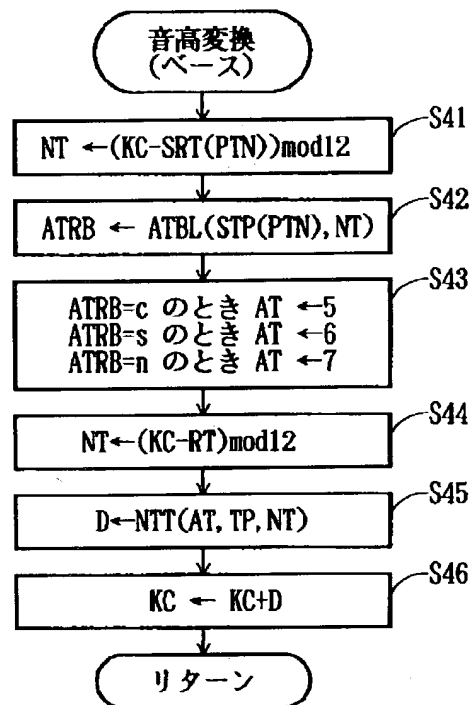 音高変換
(ベース)
S41
NT ←(KC-SRT(PTN))mod12
S42
ATRB ← ATBL(STP(PTN),NT)
S43
ATRB=c のとき AT ←5
ATRB=s のとき AT ←6
ATRB=n のとき AT ←7
S44
NT←(KC-RT)mod12
S45
D←NTT(AT,TP,NT)
S46
KC ← KC+D
リターン